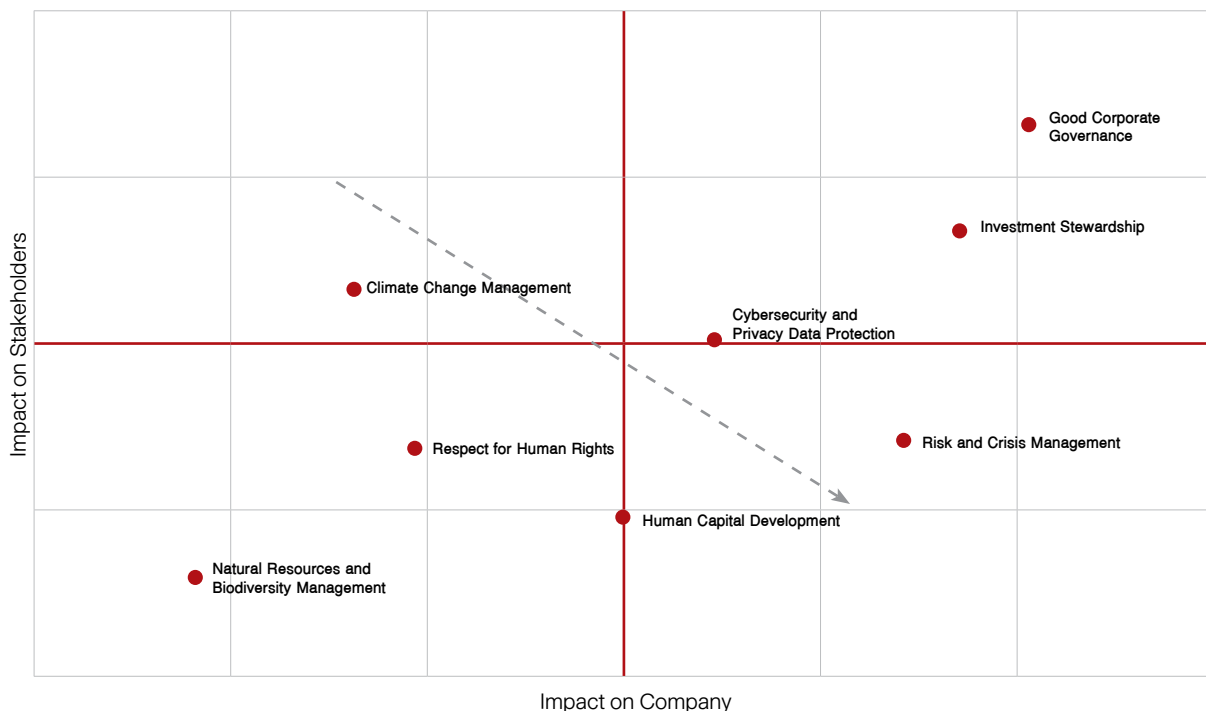 Good Corporate
Governance
Investment Stewardship
Climate Change Management
Cybersecurity and
Privacy Data Protection
Impact on Stakeholders
Respect for Human Rights
Risk and Crisis Management
Human Capital Development
Natural Resources and
Biodiversity Management
Impact on Company